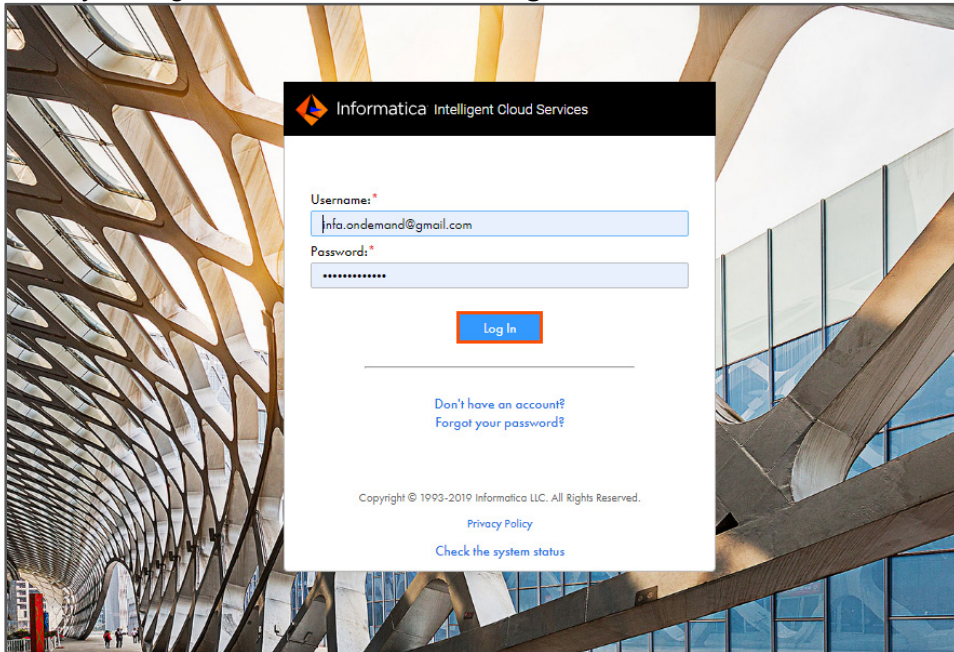 Informatica Intelligent Cloud Services
Username:*
infa.ondemand@gmail.com
Password:*
•••••••••••••
Log In
Don't have an account?
Forgot your password?
Copyright © 1993-2019 Informatica LLC. All Rights Reserved.
Privacy Policy
Check the system status